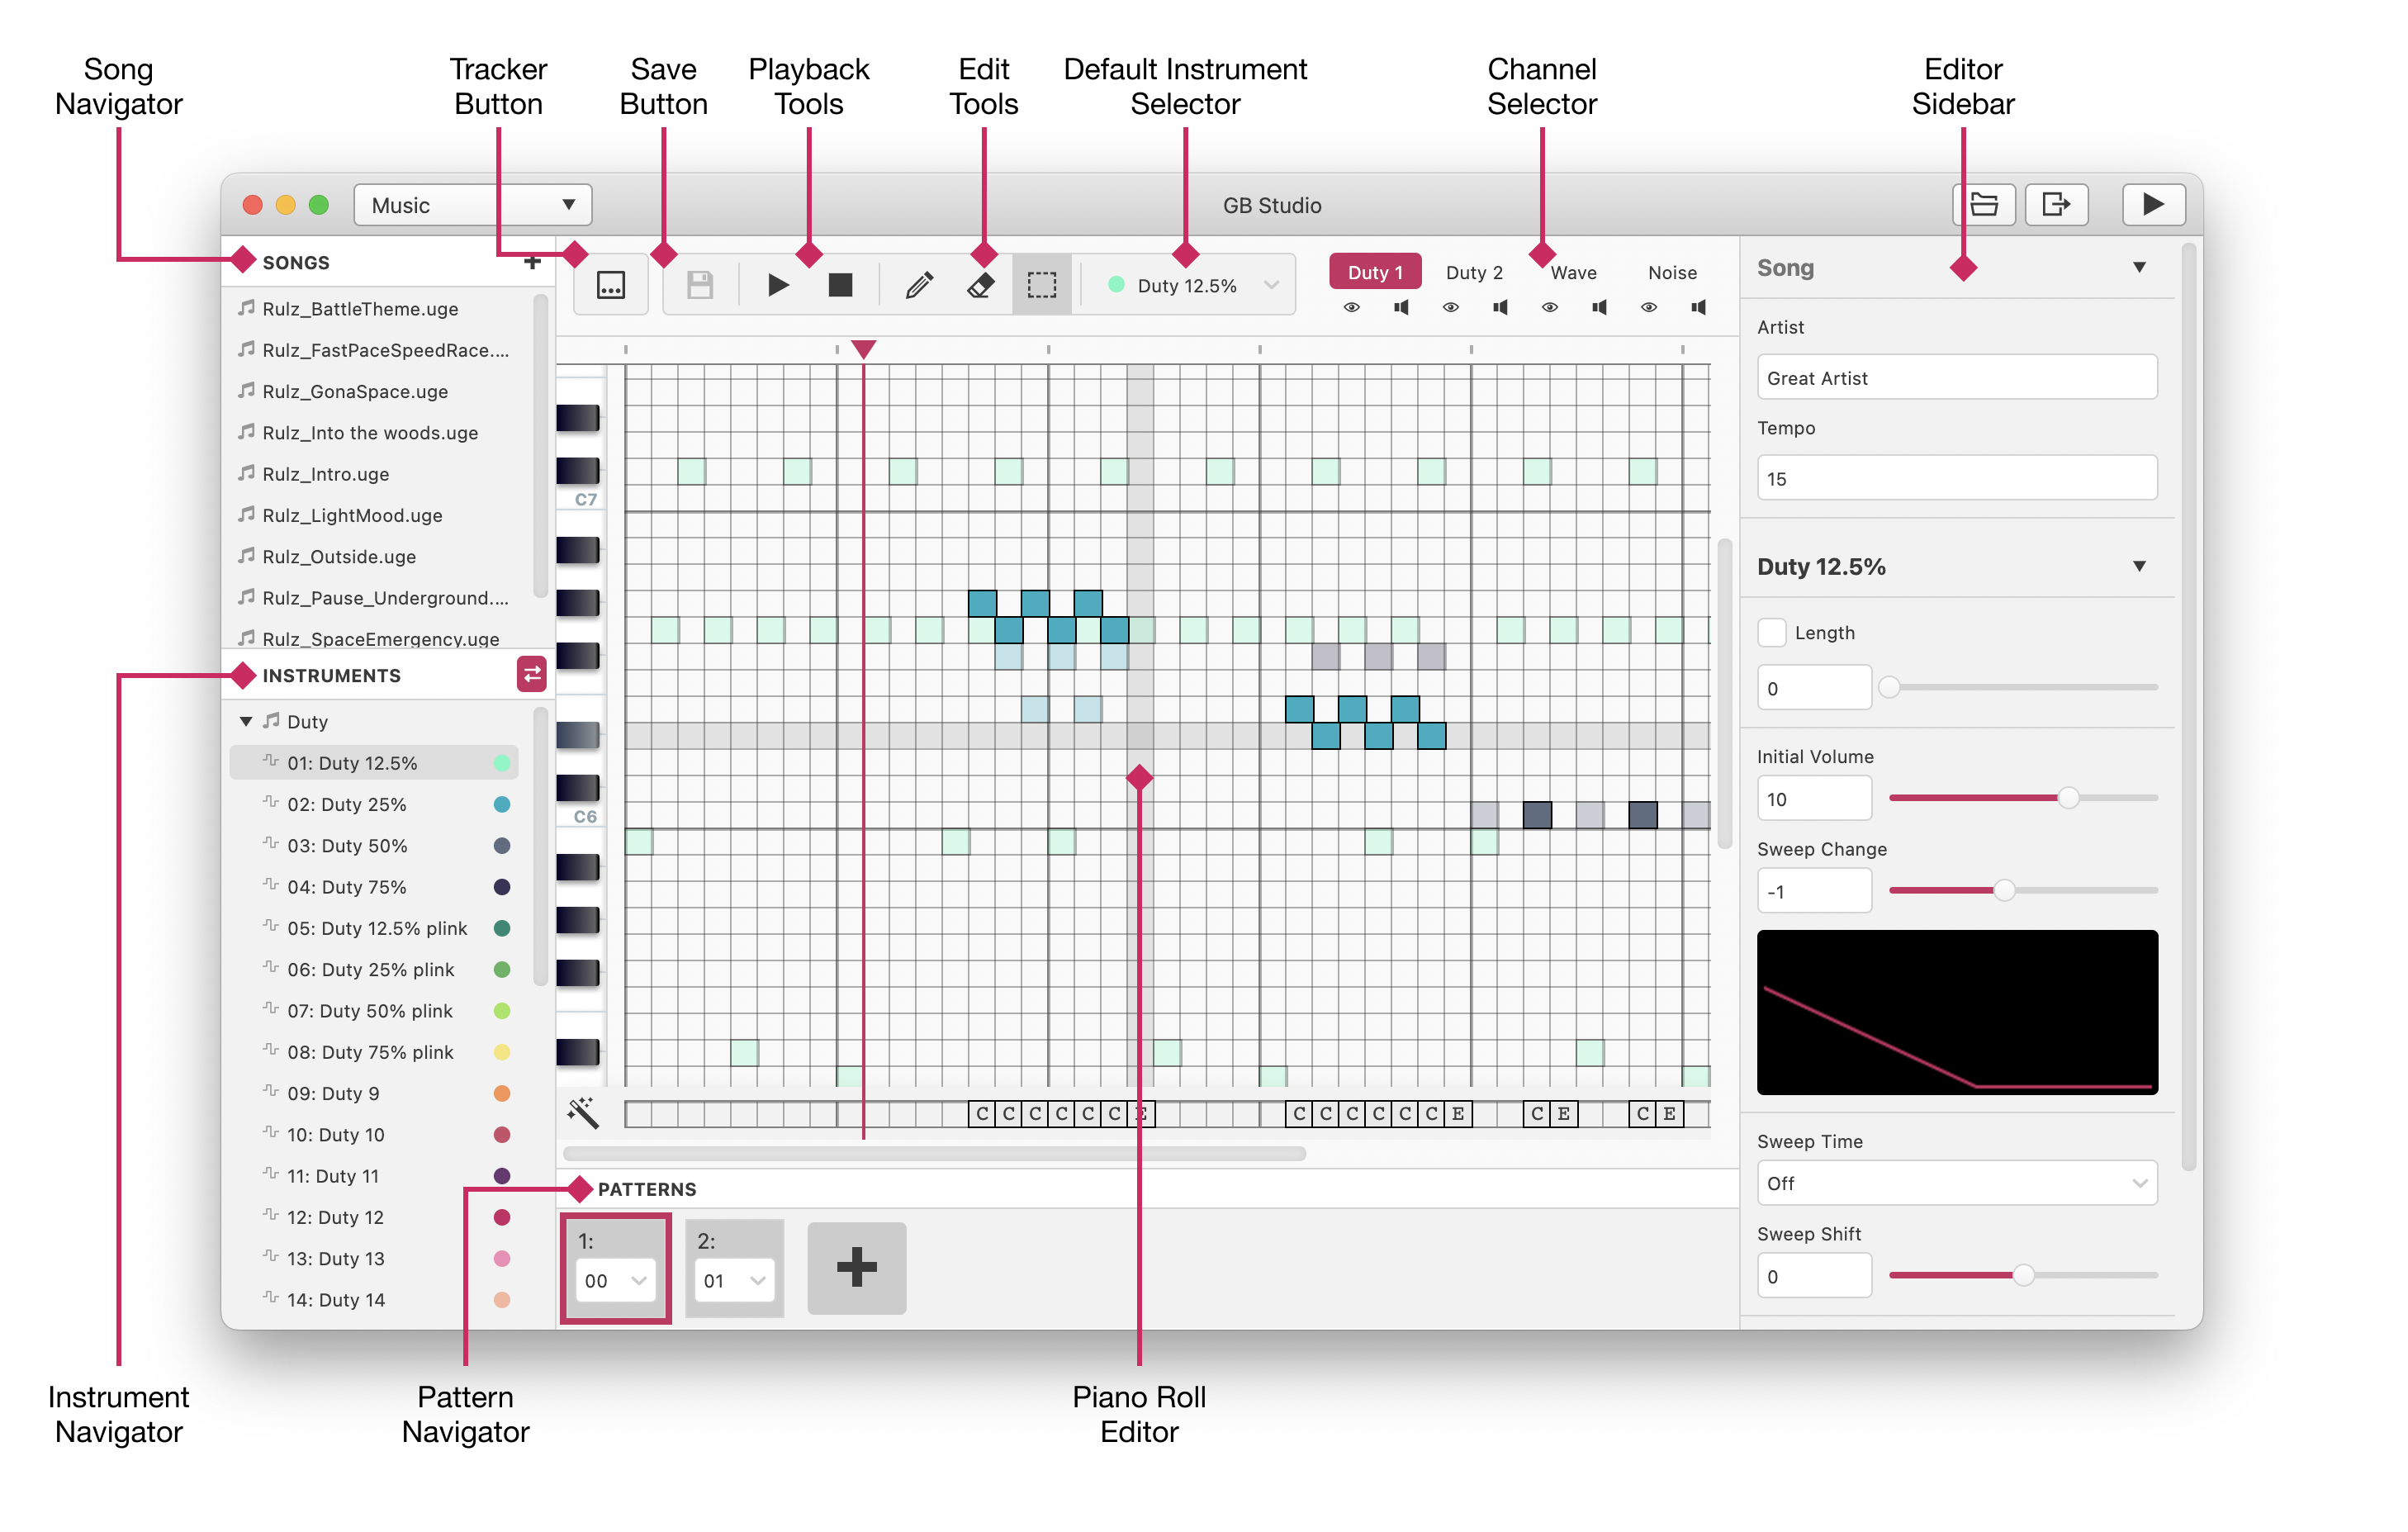 Song
Navigator
Tracker
Button
Save
Button
Playback
Tools
Edit
Tools
Default Instrument
Selector
Channel
Selector
Editor
Sidebar
Music
GB Studio
SONGS
Rulz_BattleTheme.uge
Rulz_FastPaceSpeedRace....
Rulz_GonaSpace.uge
Rulz_Into the woods.uge
Rulz_Intro.uge
Rulz_LightMood.uge
Rulz_Outside.uge
Rulz_Pause_Underground....
Rulz_SpaceEmergency.uge
INSTRUMENTS
Duty
01: Duty 12.5%
02: Duty 25%
03: Duty 50%
04: Duty 75%
05: Duty 12.5% plink
06: Duty 25% plink
07: Duty 50% plink
08: Duty 75% plink
09: Duty 9
10: Duty 10
11: Duty 11
12: Duty 12
13: Duty 13
14: Duty 14
Duty 12.5%
Duty 1 Duty 2 Wave Noise
C7
C6
C C C C C C E C C C C C C E C E C E
PATTERNS
1:
00
2:
01
Song
Artist
Great Artist
Tempo
15
Duty 12.5%
Length
0
Initial Volume
10
Sweep Change
-1
Sweep Time
Off
Sweep Shift
0
Instrument
Navigator
Pattern
Navigator
Piano Roll
Editor